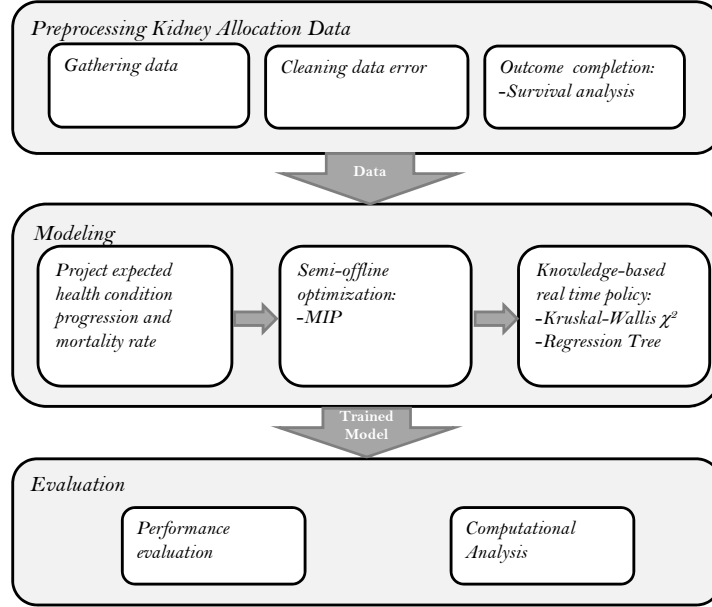 Preprocessing Kidney Allocation Data
Gathering data
Cleaning data error
Outcome completion:
-Survival analysis
Data
Modeling
Project expected
health condition
progression and
mortality rate
Semi-offline
optimization:
-MIP
Knowledge-based
real time policy:
-Kruskal-Wallis χ²
-Regression Tree
Trained
Model
Evaluation
Performance
evaluation
Computational
Analysis